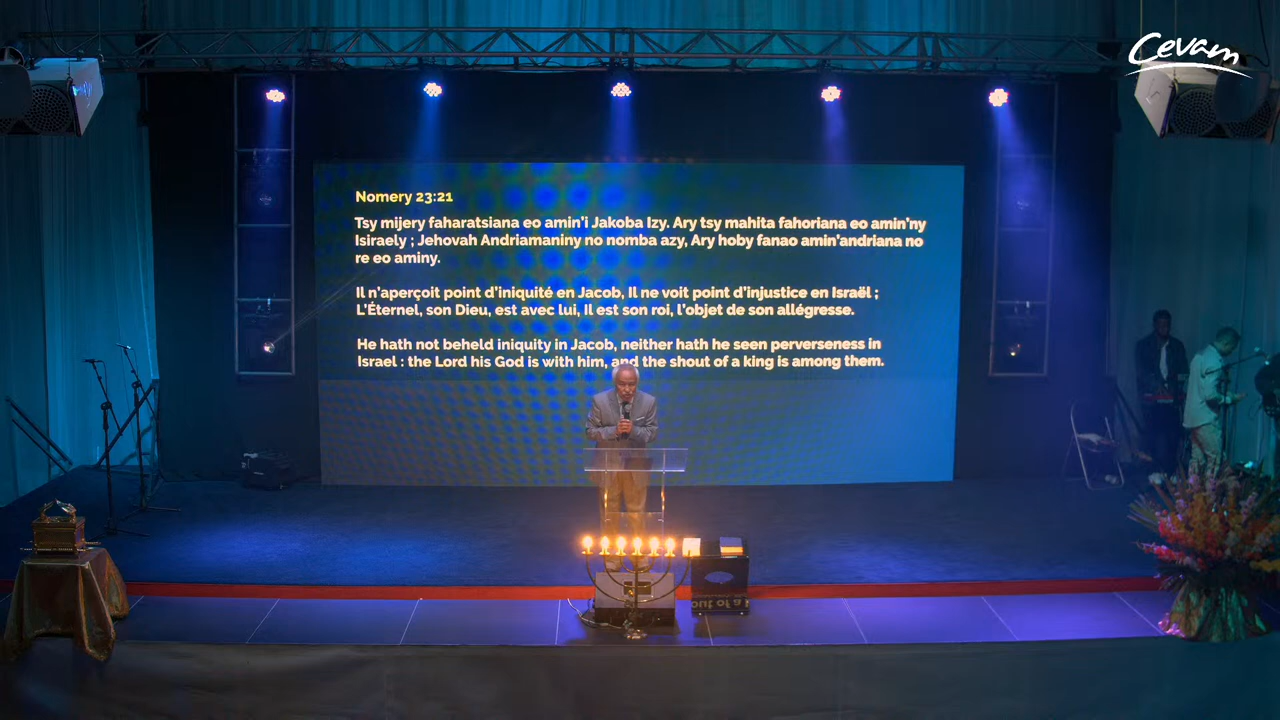 Cevam
Nomery 23:21
Tsy mijery faharatsiana eo amin'i Jakoba Izy. Ary tsy mahita fahoriana eo amin'ny
Isiraely ; Jehovah Andriamaniny no nomba azy, Ary hoby fanao amin'andriana no
re eo aminy.
Il n'aperçoit point d'iniquité en Jacob, Il ne voit point d'injustice en Israël ;
L'Éternel, son Dieu, est avec lui, Il est son roi, l'objet de son allégresse.
He hath not beheld iniquity in Jacob, neither hath he seen perverseness in
Israel : the Lord his God is with him, and the shout of a king is among them.
out of a